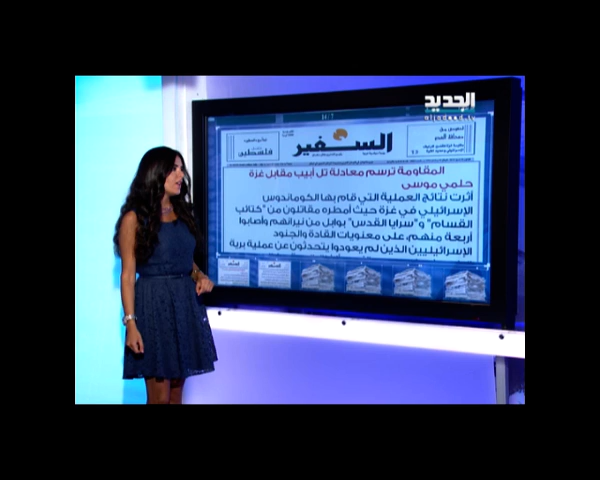 الجديد
aljadeed.tv
السفير
فلسطين
المقاومة ترسم معادلة تل أبيب مقابل غزة
حلمي موسى
أثرت نتائج العملية التي قام بها الكوماندوس
الإسرائيلي في غزة حيث أمطره مقاتلون من "كتائب
القسام" و"سرايا القدس" بوابل من نيرانهم وأصابوا
أربعة منهم، على معنويات القادة والجنود
الإسرائيليين الذين لم يعودوا يتحدثون عن عملية برية